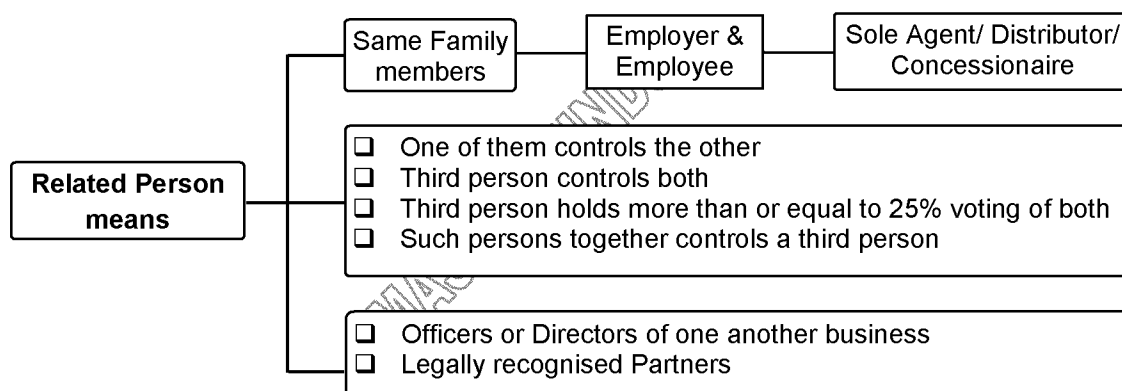 Same Family
members
Employer &
Employee
Sole Agent/ Distributor/
Concessionaire
Related Person
means
❑ One of them controls the other
❑ Third person controls both
❑ Third person holds more than or equal to 25% voting of both
❑ Such persons together controls a third person
❑ Officers or Directors of one another business
❑ Legally recognised Partners